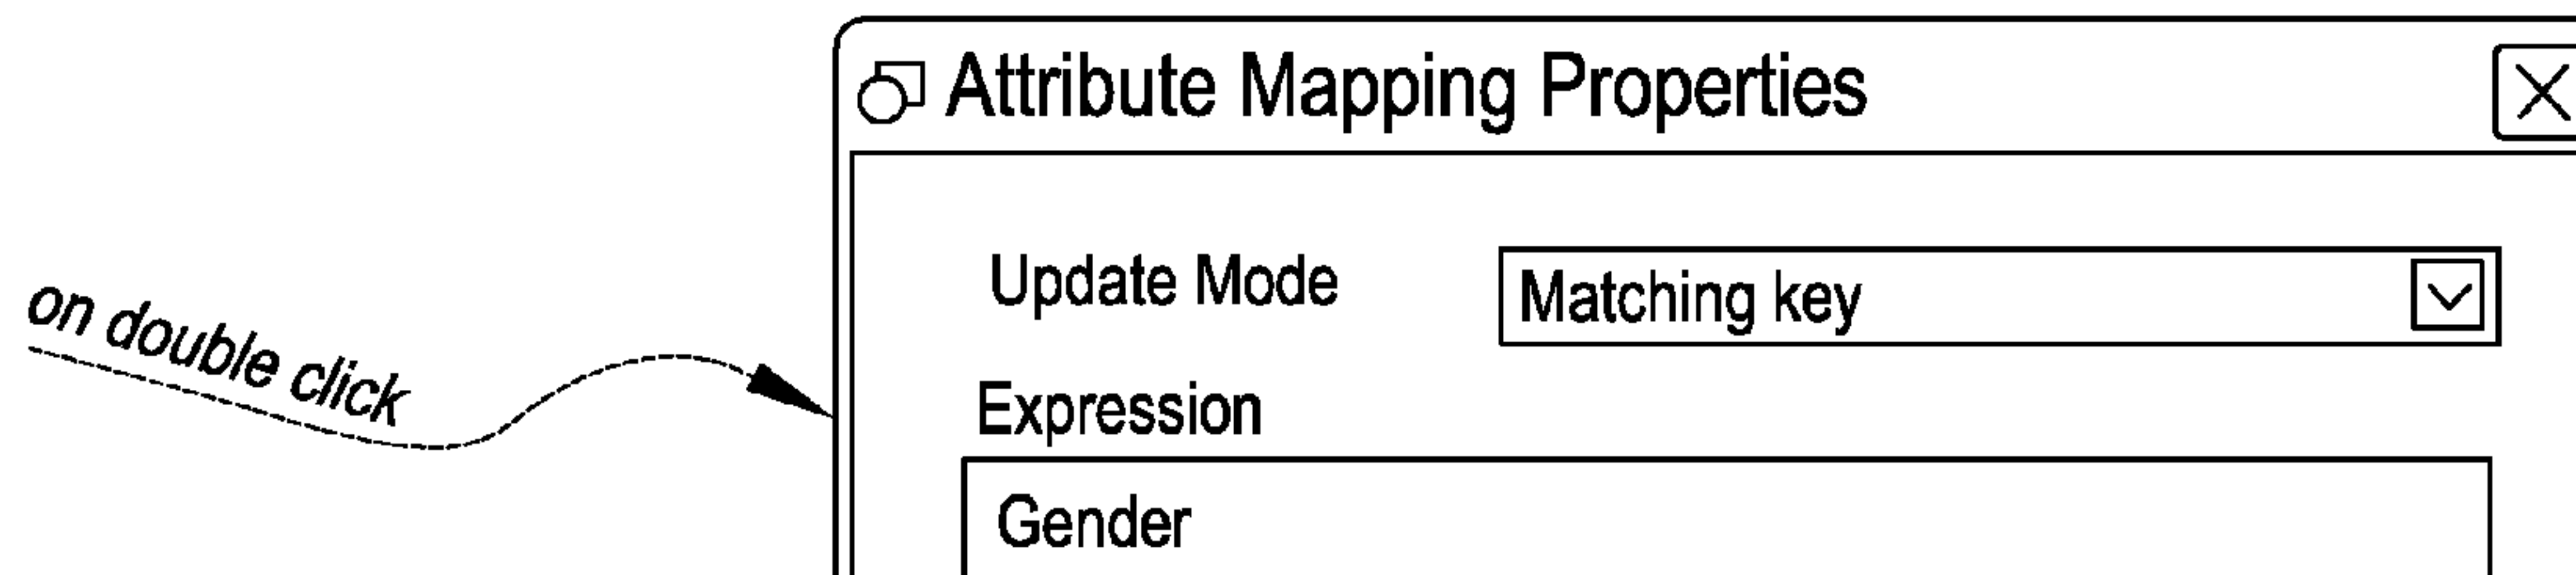 Attribute Mapping Properties
Update Mode
Matching key
on double click
Expression
Gender